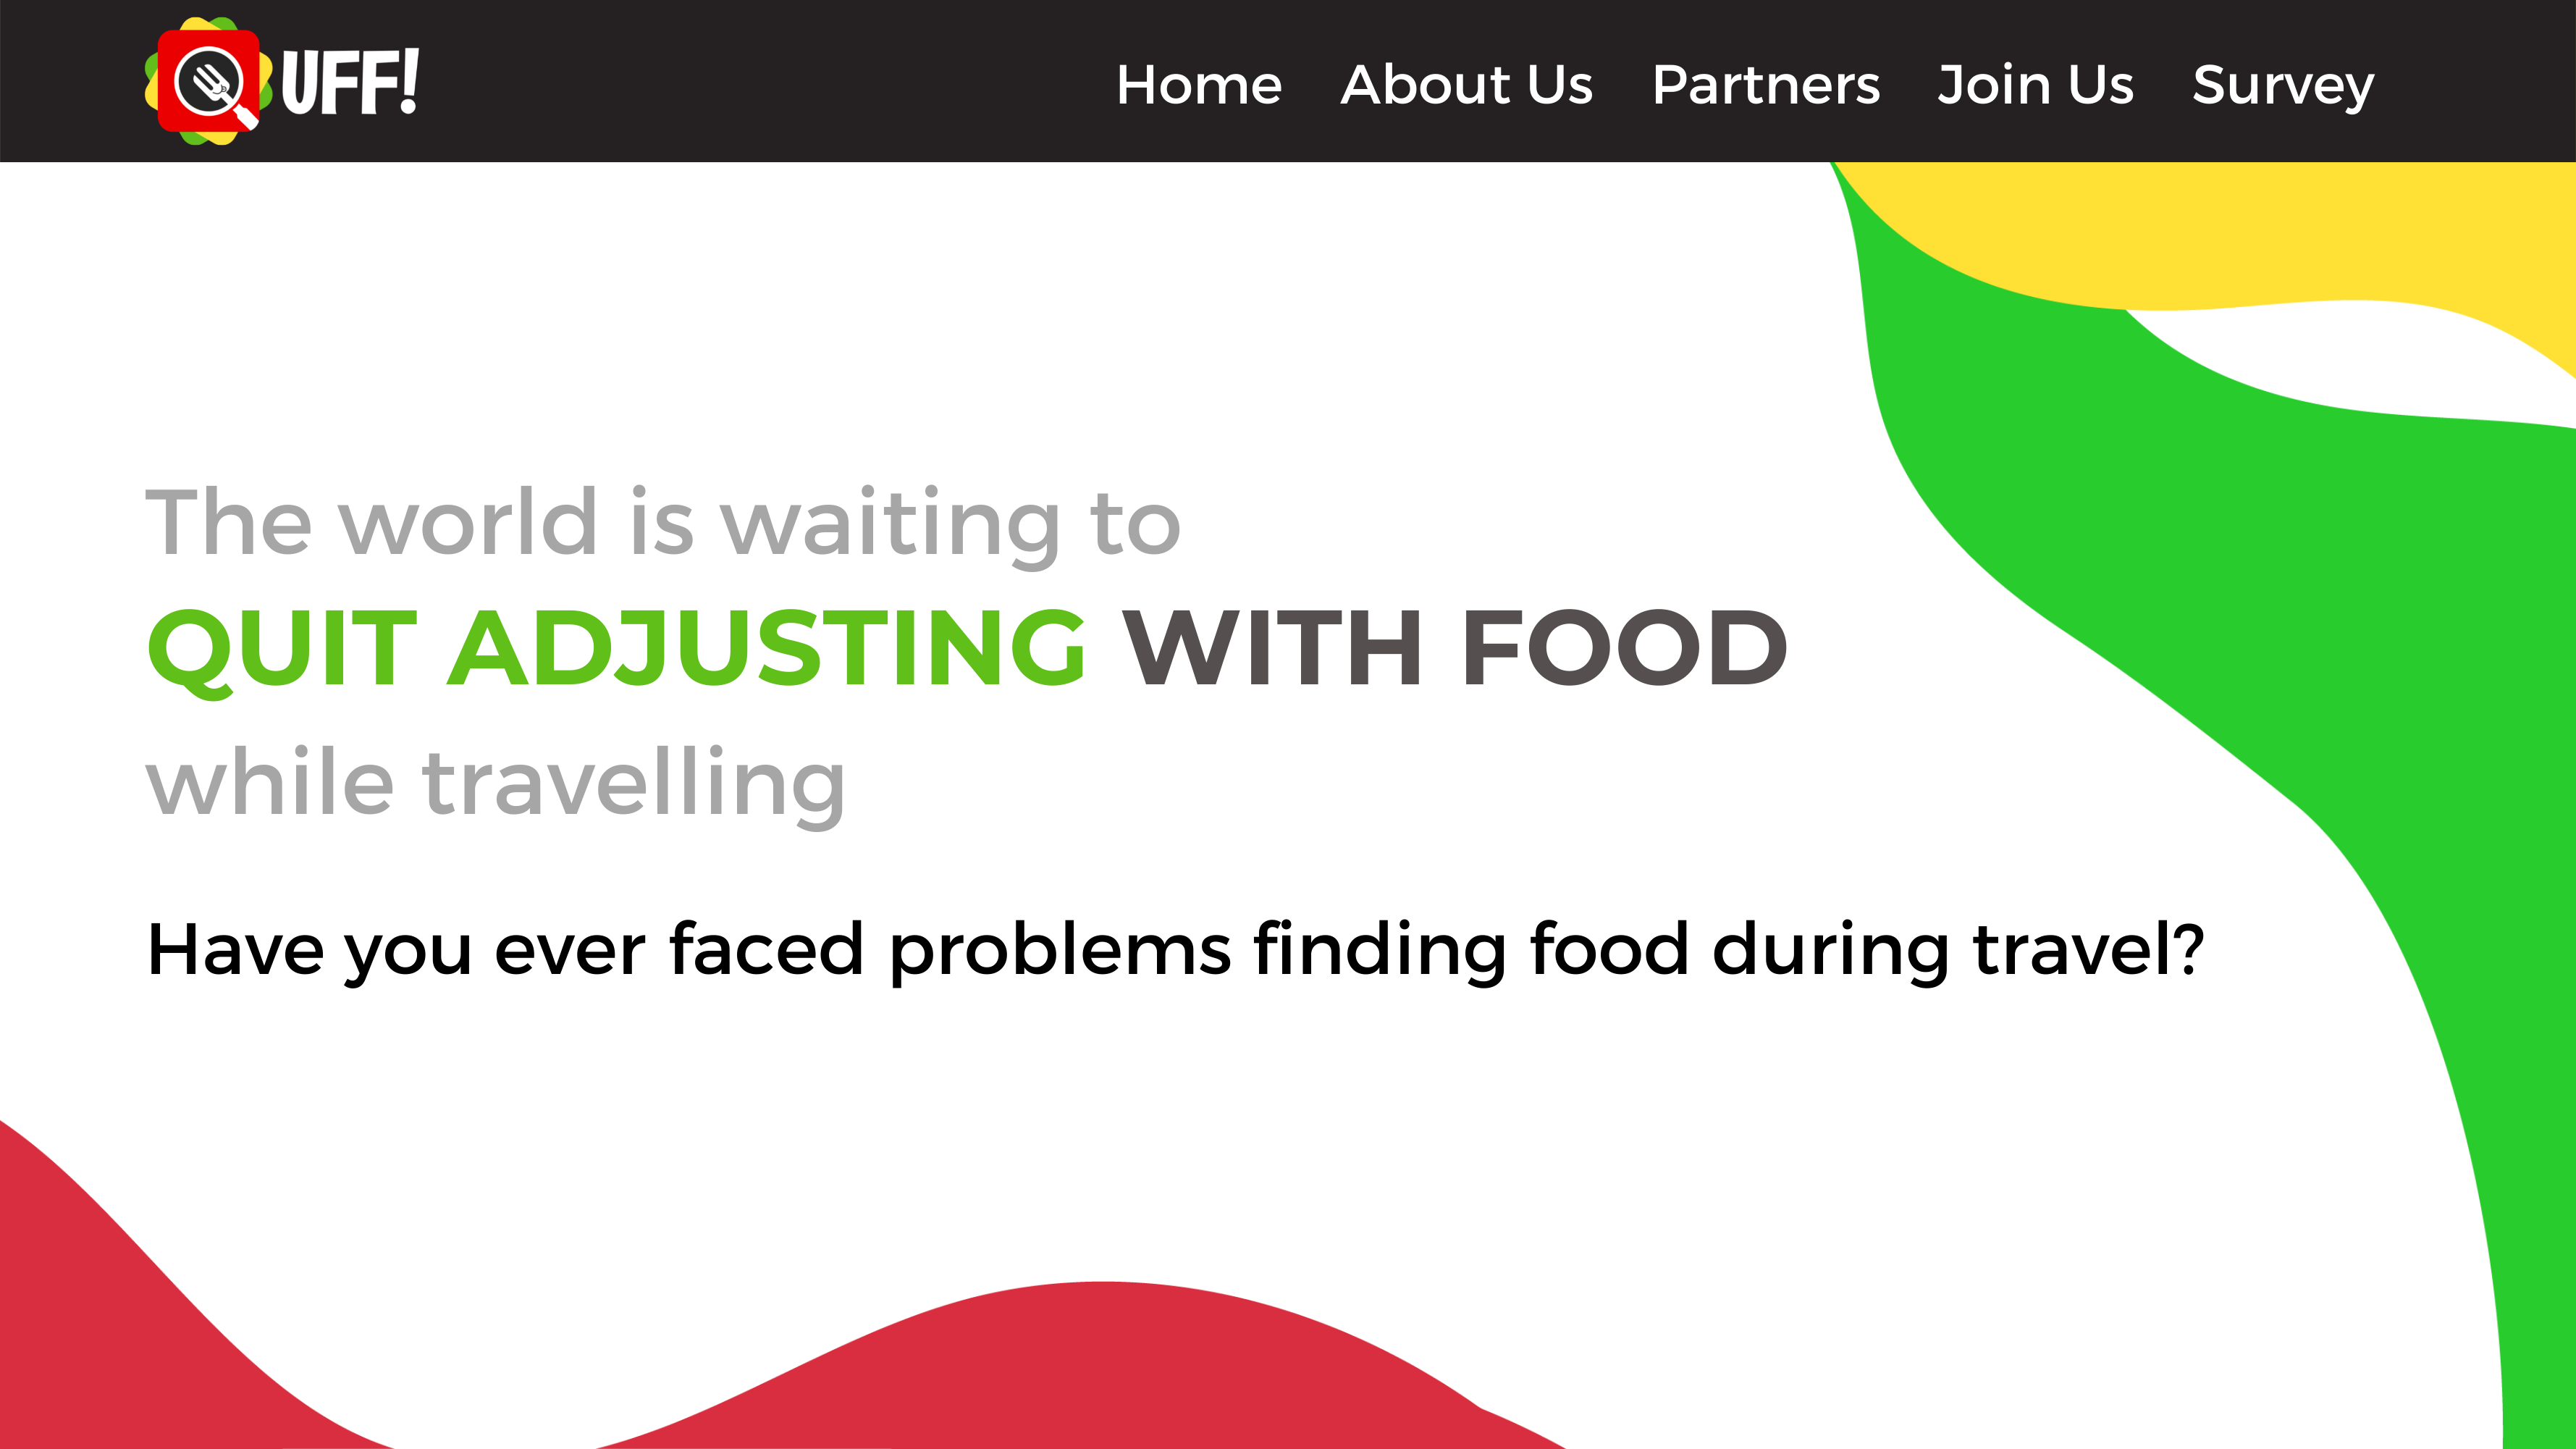 UFF!
Home About Us Partners Join Us Survey
The world is waiting to
QUIT ADJUSTING WITH FOOD
while travelling
Have you ever faced problems finding food during travel?